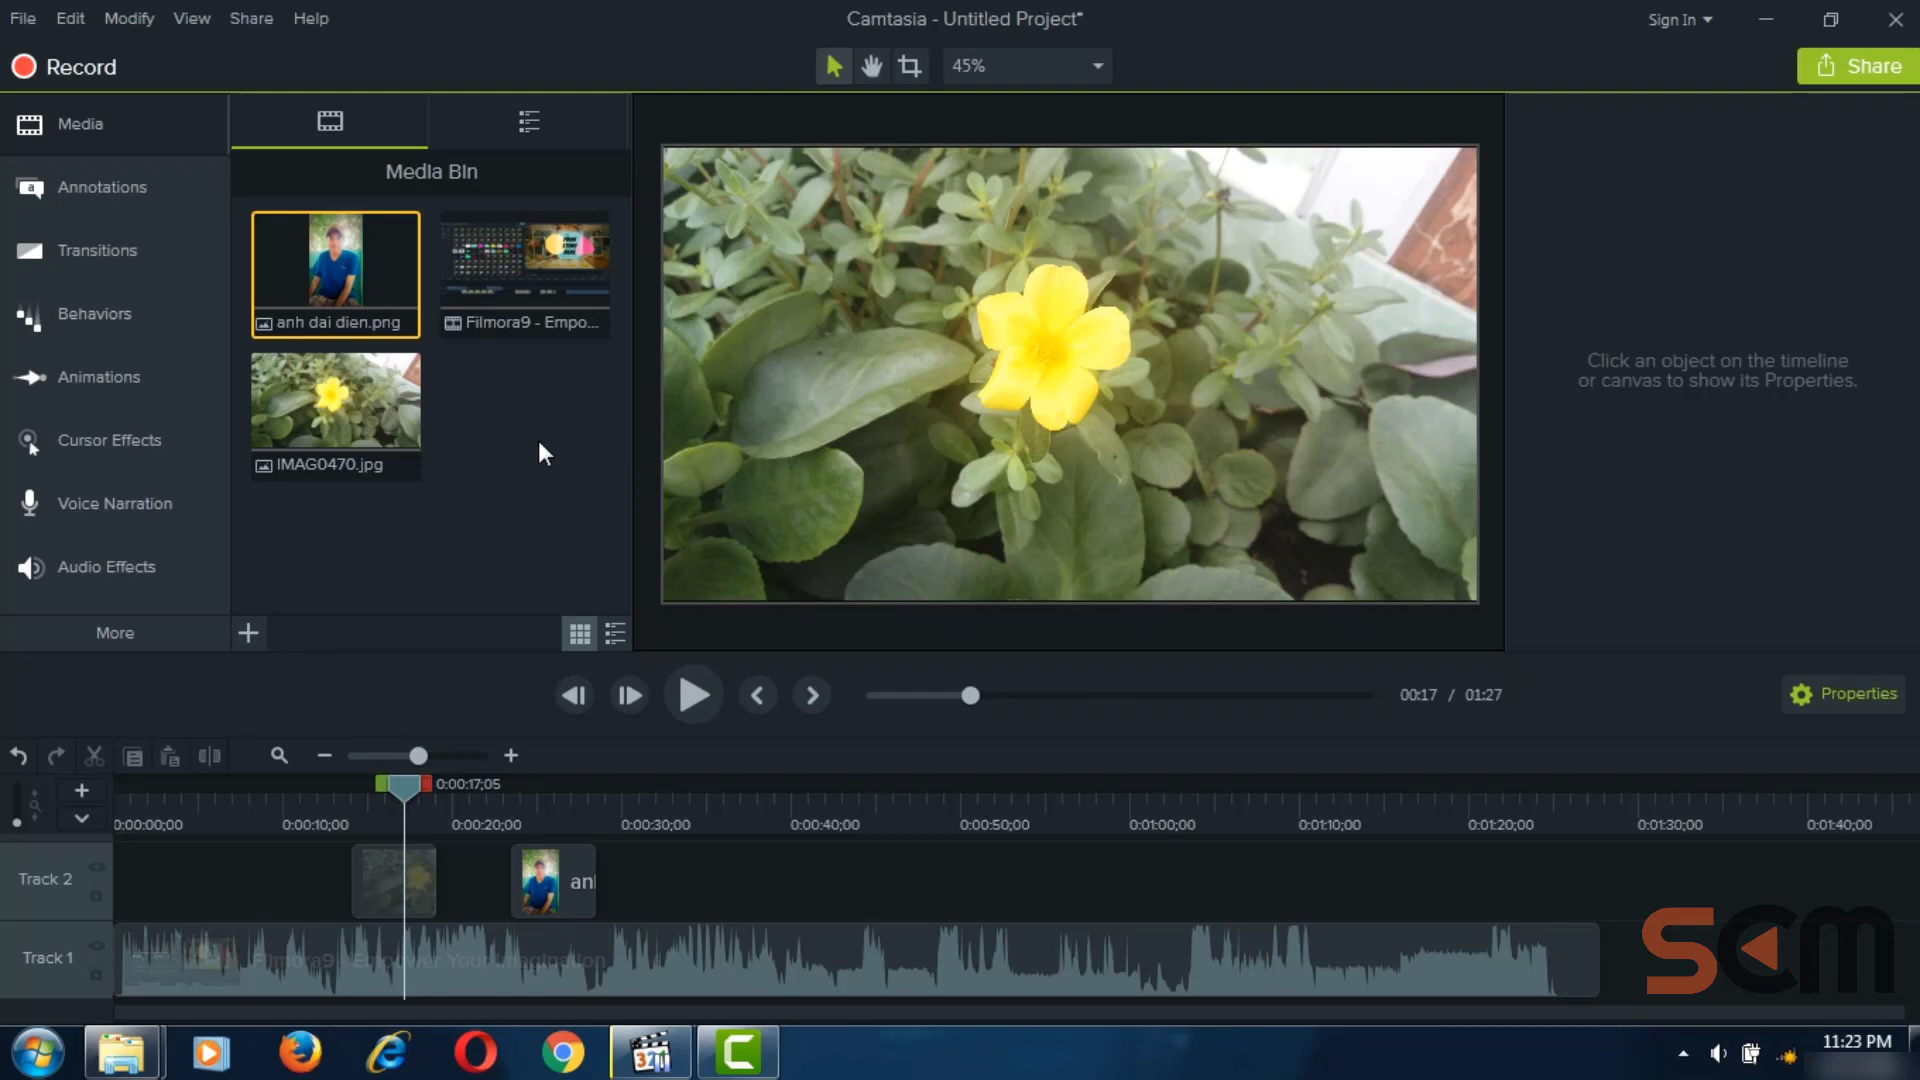 File Edit Modify View Share Help
Camtasia - Untitled Project*
Sign In
Record
45%
Share
Media
Annotations
Transitions
Behaviors
Animations
Cursor Effects
Voice Narration
Audio Effects
More
Media Bin
anh dai dien.png
Filmora9 - Empo...
IMAG0470.jpg
Click an object on the timeline
or canvas to show its Properties.
00:17 / 01:27
Properties
0:00:17;05
0:00:00;00 0:00:10;00 0:00:20;00 0:00:30;00 0:00:40;00 0:00:50;00 0:01:00;00 0:01:10;00 0:01:20;00 0:01:30;00 0:01:40;00
Track 2
an
Track 1
Filmora9 - Empower Your Imagination
SCM
321
11:23 PM